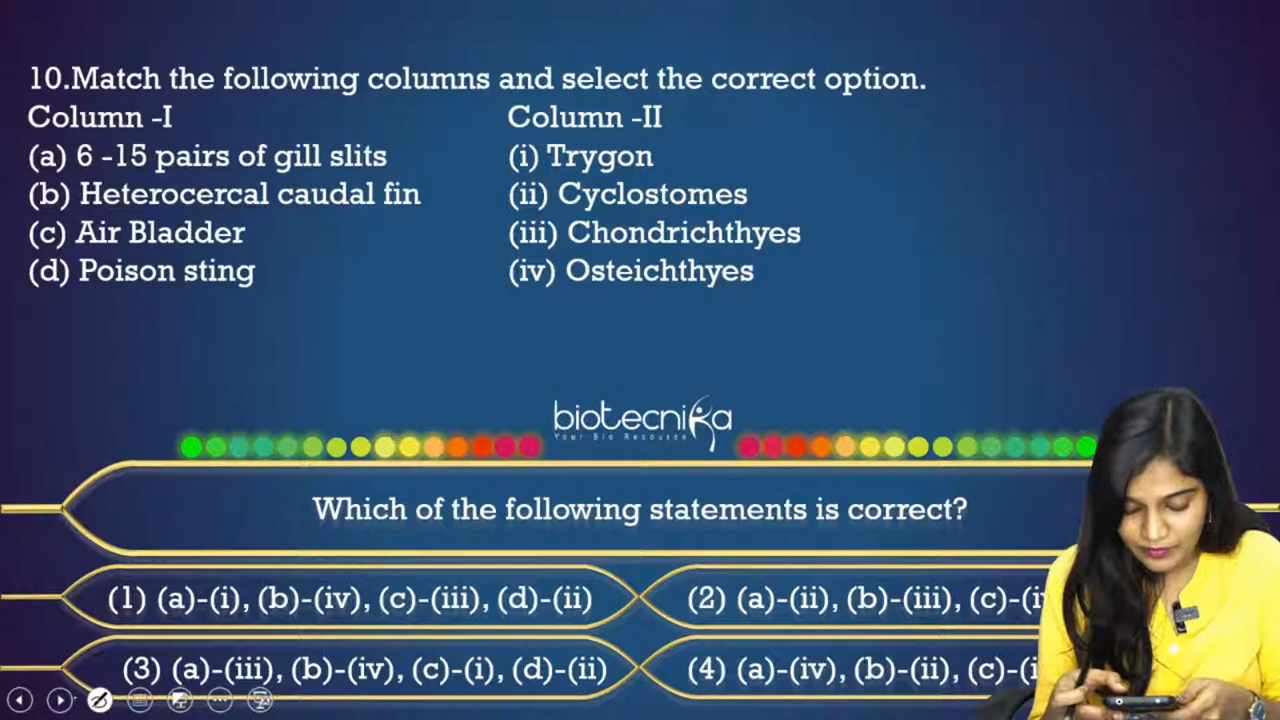 10.Match the following columns and select the correct option.
Column -I Column -II
(a) 6 -15 pairs of gill slits (i) Trygon
(b) Heterocercal caudal fin (ii) Cyclostomes
(c) Air Bladder (iii) Chondrichthyes
(d) Poison sting (iv) Osteichthyes
biotecnika
Your Bio Resource
Which of the following statements is correct?
(1) (a)-(i), (b)-(iv), (c)-(iii), (d)-(ii) (2) (a)-(ii), (b)-(iii), (c)-
(3) (a)-(iii), (b)-(iv), (c)-(i), (d)-(ii) (4) (a)-(iv), (b)-(ii), (c)-